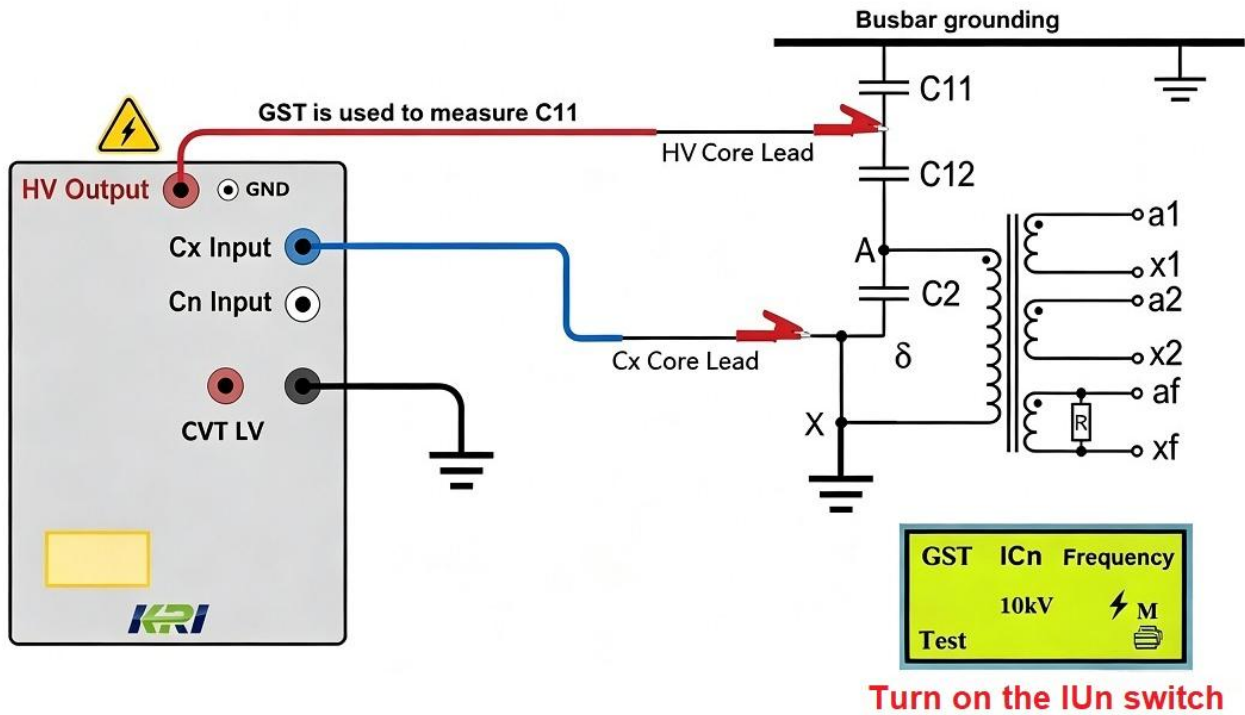 Busbar grounding
C11
GST is used to measure C11
HV Core Lead
HV Output
GND
C12
Cx Input
Cn Input
A
C2
a1
x1
a2
x2
af
R
xf
Cx Core Lead
δ
X
CVT LV
KRI
GST ICn Frequency
10kV
M
Test
Turn on the IUn switch